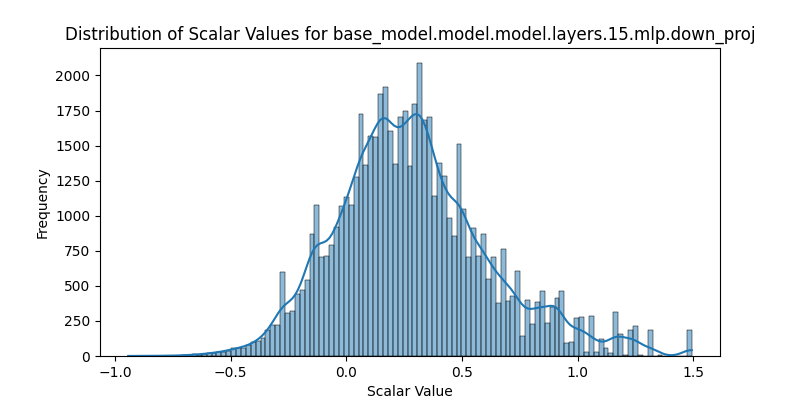 Distribution of Scalar Values for base_model.model.model.layers.15.mlp.down_proj
2000
1750
1500
1250
1000
750
500
250
0
Frequency
−1.0 −0.5 0.0 0.5 1.0 1.5
Scalar Value